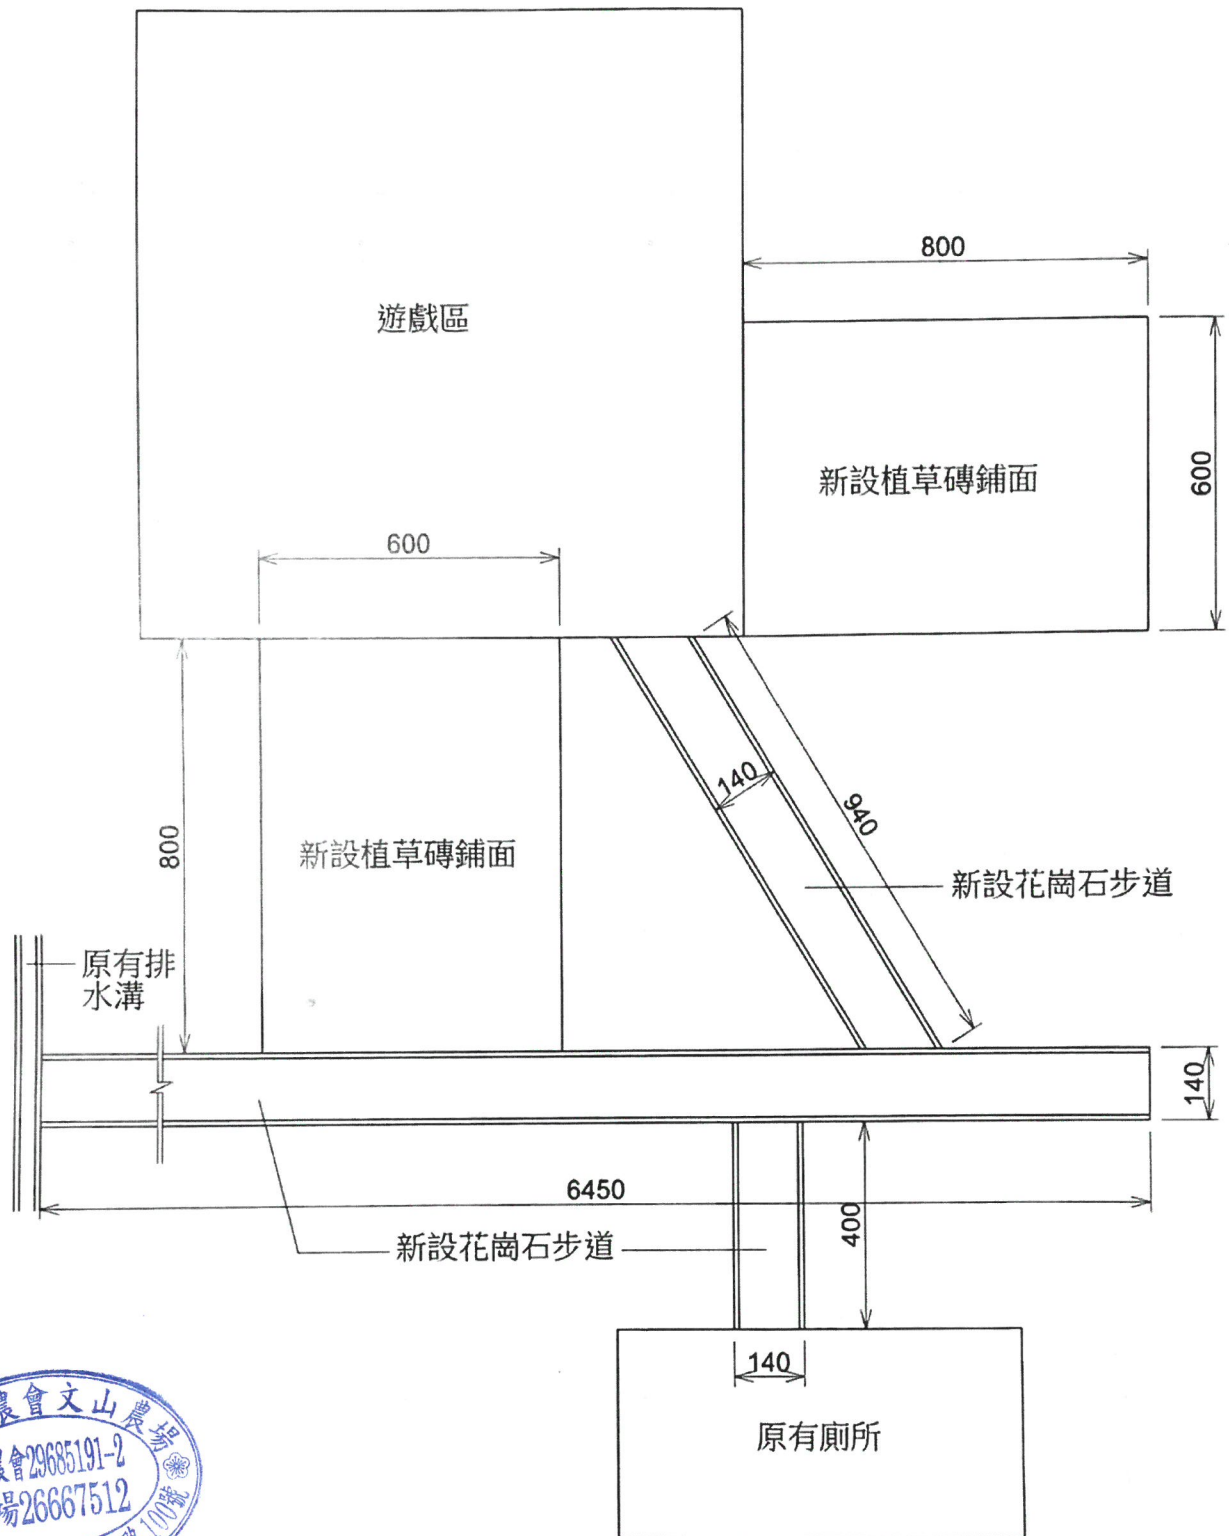 800
遊戲區
600
新設植草磚鋪面
600
140
940
800
新設植草磚鋪面
新設花崗石步道
原有排
水溝
140
6450
400
新設花崗石步道
140
原有廁所
農會文山農場
農會29685191-2
場26667512
100號